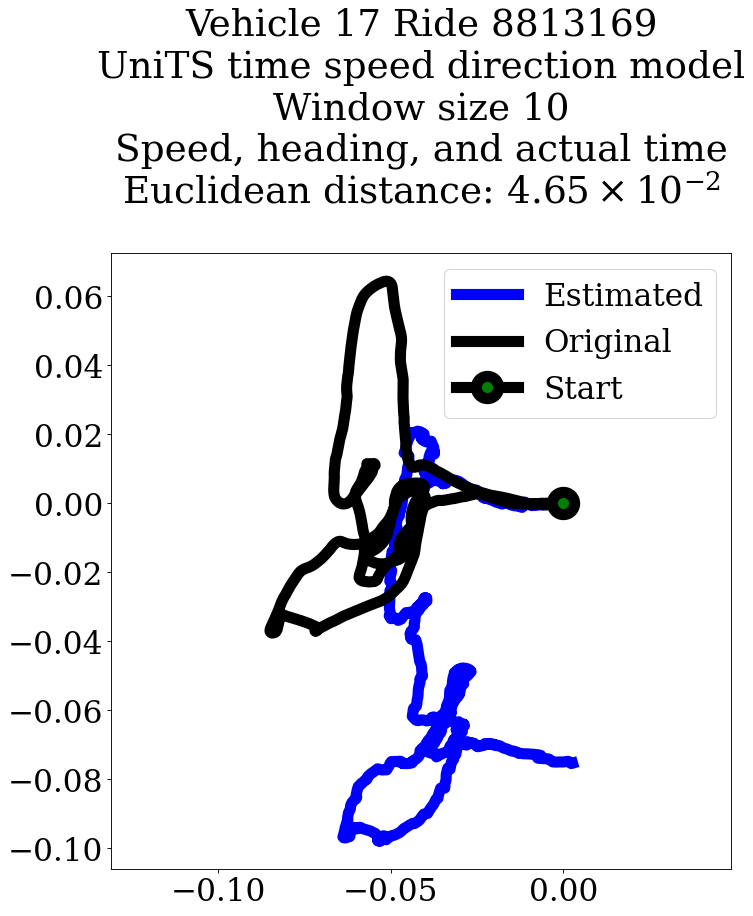 Vehicle 17 Ride 8813169
UniTS time speed direction model
Window size 10
Speed, heading, and actual time
Euclidean distance: 4.65 × 10⁻²
Estimated
Original
Start
0.06
0.04
0.02
0.00
−0.02
−0.04
−0.06
−0.08
−0.10
−0.10 −0.05 0.00